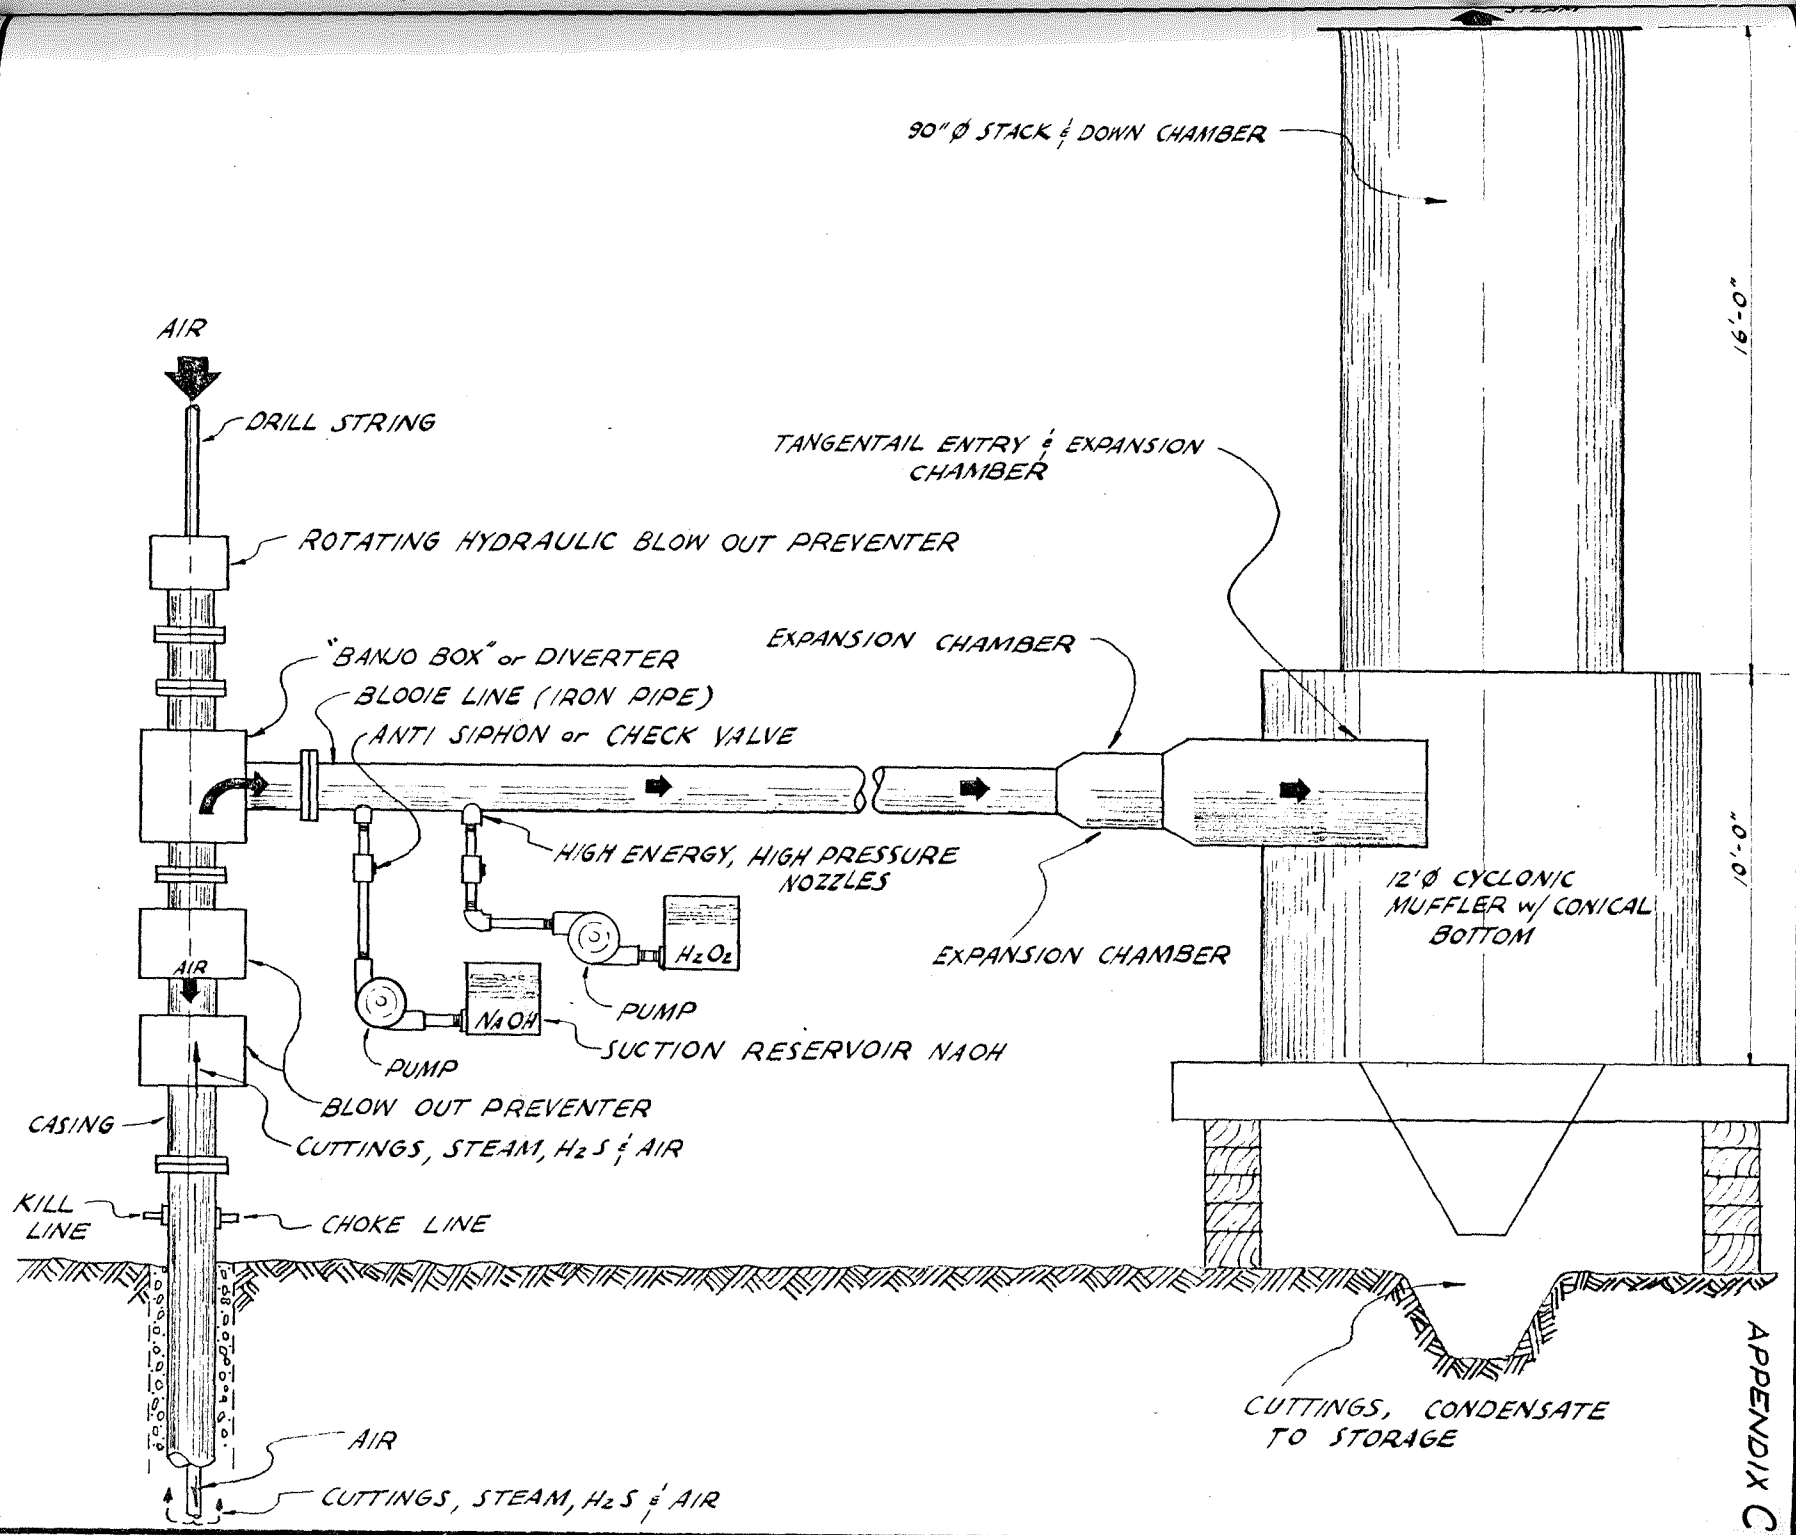 STEAM
90"Ø STACK & DOWN CHAMBER
16'-0"
AIR
DRILL STRING
TANGENTAIL ENTRY & EXPANSION
CHAMBER
ROTATING HYDRAULIC BLOW OUT PREVENTER
EXPANSION CHAMBER
"BANJO BOX" or DIVERTER
BLOOIE LINE (IRON PIPE)
ANTI SIPHON or CHECK VALVE
HIGH ENERGY, HIGH PRESSURE
NOZZLES
10'-0"
12'Ø CYCLONIC
MUFFLER W/ CONICAL
BOTTOM
EXPANSION CHAMBER
H2O2
AIR
PUMP
NAOH
SUCTION RESERVOIR NAOH
PUMP
BLOW OUT PREVENTER
CASING
CUTTINGS, STEAM, H2S & AIR
KILL
LINE
CHOKE LINE
CUTTINGS, CONDENSATE
TO STORAGE
AIR
CUTTINGS, STEAM, H2S & AIR
APPENDIX C